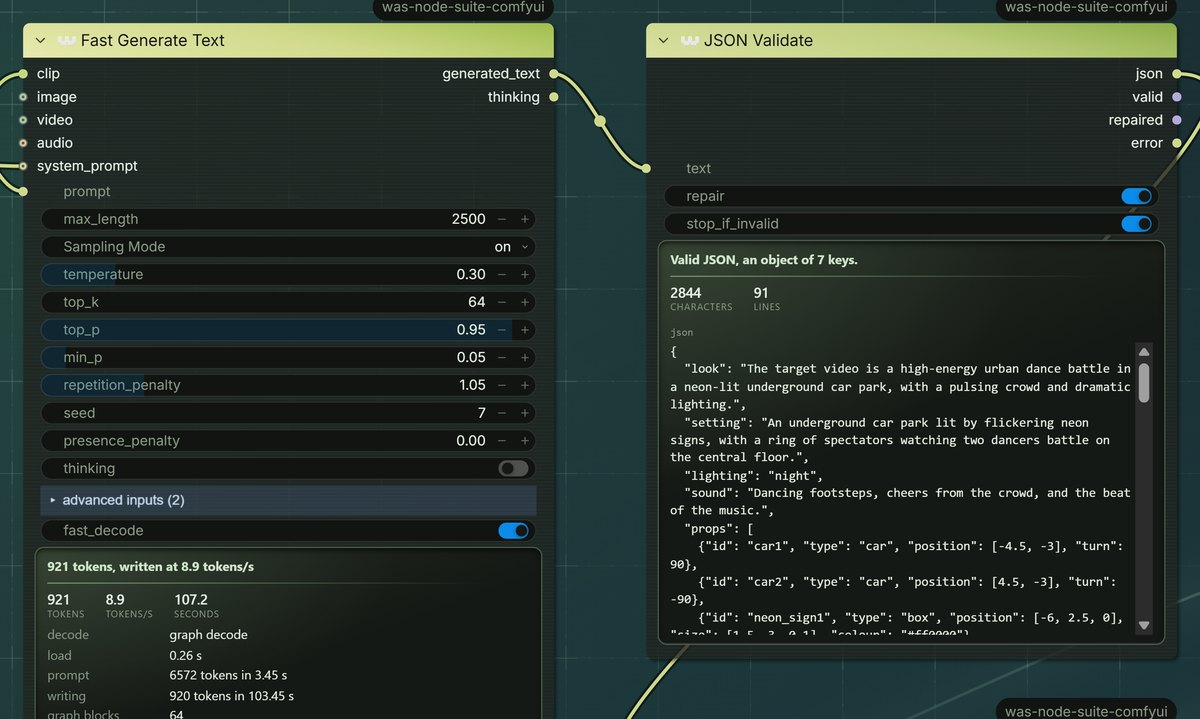 was-node-suite-comfyui
Fast Generate Text
clip
generated_text
image
thinking
video
audio
system_prompt
prompt
max_length
2500
Sampling Mode
on
temperature
0.30
top_k
64
top_p
0.95
min_p
0.05
repetition_penalty
1.05
seed
7
presence_penalty
0.00
thinking
advanced inputs (2)
fast_decode
921 tokens, written at 8.9 tokens/s
921
8.9
107.2
TOKENS
TOKENS/S
SECONDS
decode
graph decode
load
0.26 s
prompt
6572 tokens in 3.45 s
writing
920 tokens in 103.45 s
graph blocks
64
was-node-suite-comfyui
JSON Validate
json
valid
repaired
error
text
repair
stop_if_invalid
Valid JSON, an object of 7 keys.
2844
91
CHARACTERS
LINES
json
{
"look": "The target video is a high-energy urban dance battle in
a neon-lit underground car park, with a pulsing crowd and dramatic
lighting.",
"setting": "An underground car park lit by flickering neon
signs, with a ring of spectators watching two dancers battle on
the central floor.",
"lighting": "night",
"sound": "Dancing footsteps, cheers from the crowd, and the beat
of the music.",
"props": [
{"id": "car1", "type": "car", "position": [-4.5, -3], "turn":
90},
{"id": "car2", "type": "car", "position": [4.5, -3], "turn":
-90},
{"id": "neon_sign1", "type": "box", "position": [-6, 2.5, 0],
"size": [1.5, 3, 0.1], "colour": "#ff0000"}
was-node-suite-comfyui